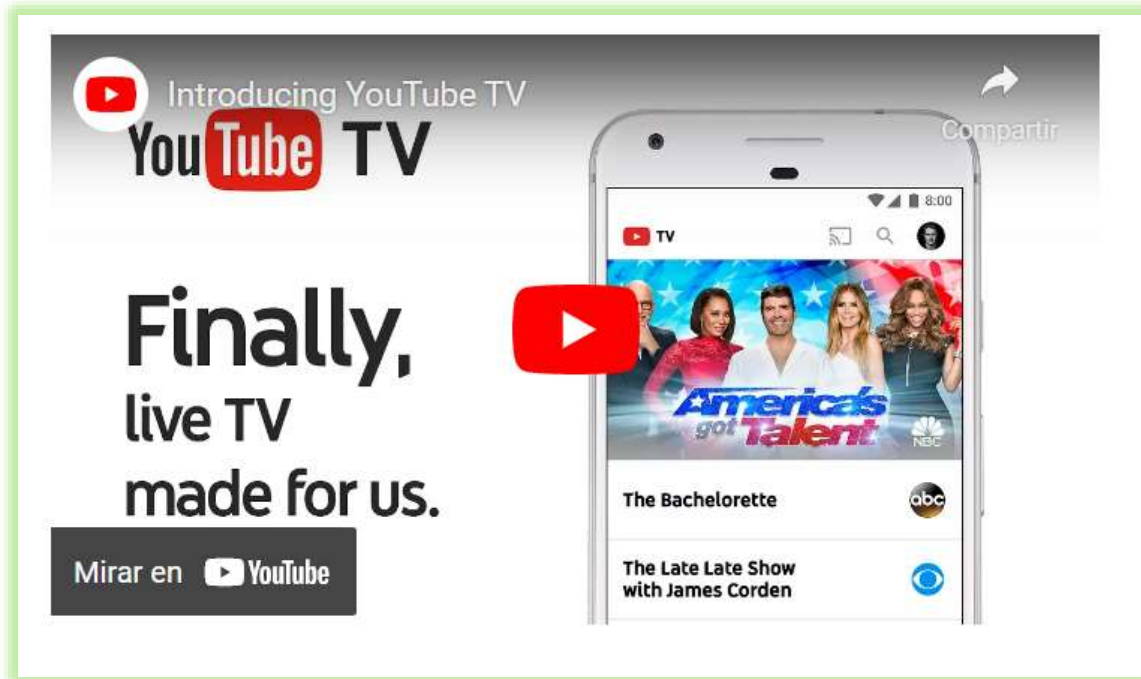 Introducing YouTube TV
Compartir
YouTube TV
Finally,
live TV
made for us.
Mirar en YouTube
8:00
TV
America's
got Talent
NBC
The Bachelorette
abc
The Late Late Show
with James Corden